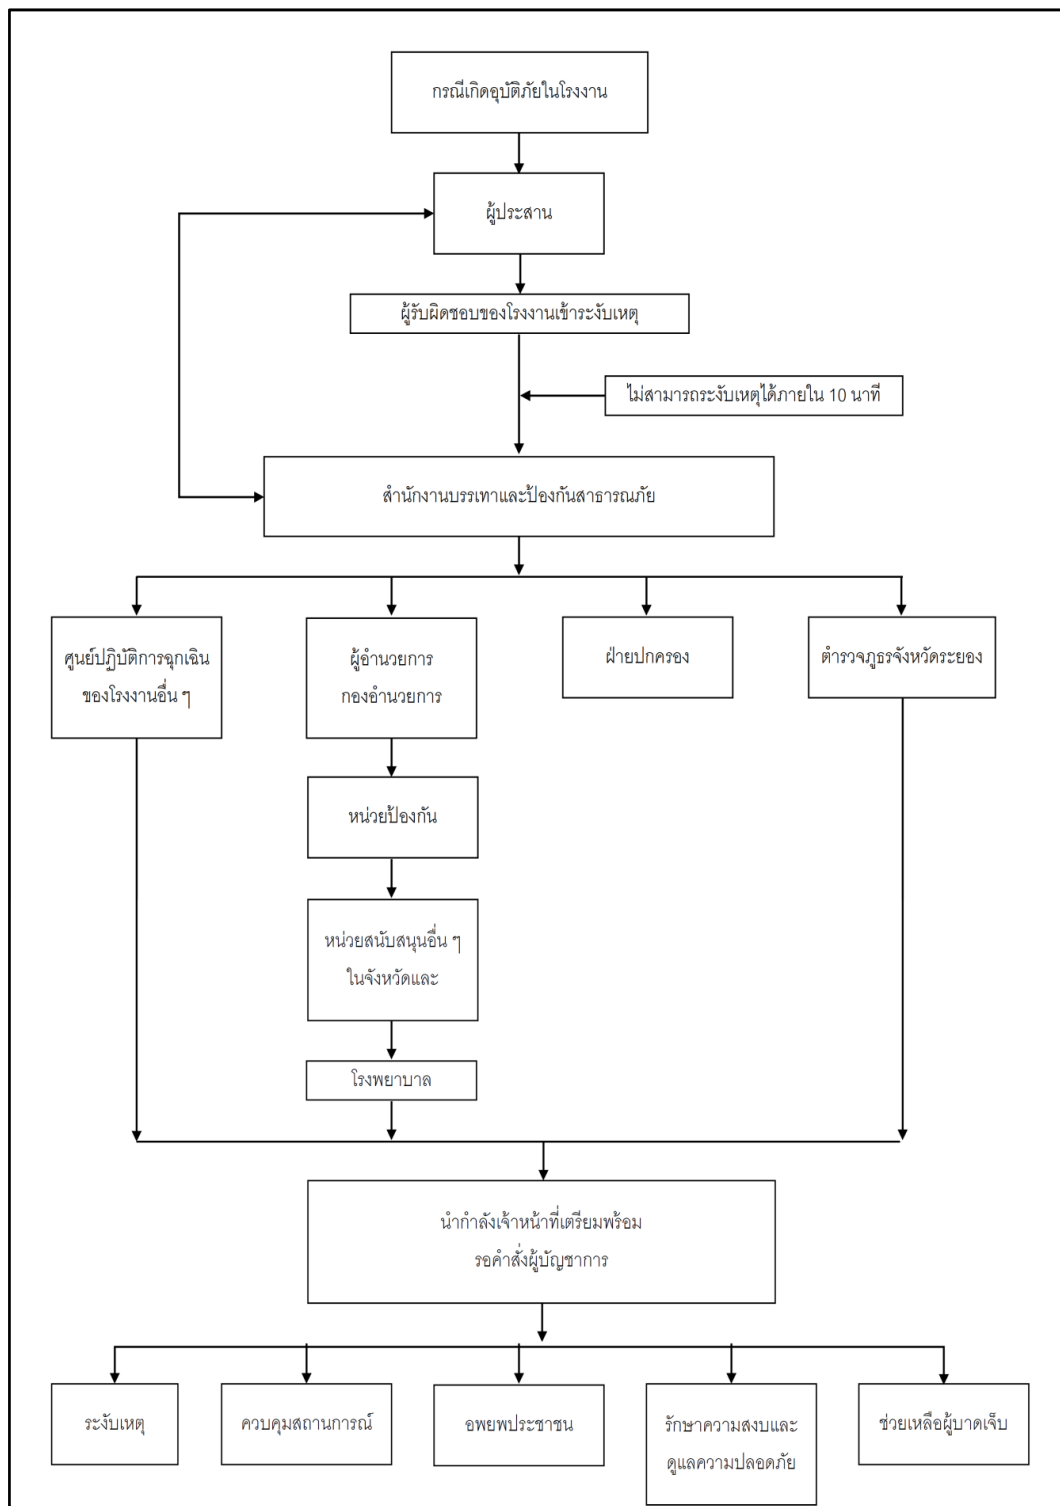 กรณีเกิดอุบัติภัยในโรงงาน
ผู้ประสาน
ผู้รับผิดชอบของโรงงานเข้าระงับเหตุ
ไม่สามารถระงับเหตุได้ภายใน 10 นาที
สำนักงานบรรเทาและป้องกันสาธารณภัย
ศูนย์ปฏิบัติการฉุกเฉิน
ของโรงงานอื่น ๆ
ผู้อำนวยการ
กองอำนวยการ
ฝ่ายปกครอง
ตำรวจภูธรจังหวัดระยอง
หน่วยป้องกัน
หน่วยสนับสนุนอื่น ๆ
ในจังหวัดและ
โรงพยาบาล
นำกำลังเจ้าหน้าที่เตรียมพร้อม
รอคำสั่งผู้บัญชาการ
ระงับเหตุ
ควบคุมสถานการณ์
อพยพประชาชน
รักษาความสงบและ
ดูแลความปลอดภัย
ช่วยเหลือผู้บาดเจ็บ